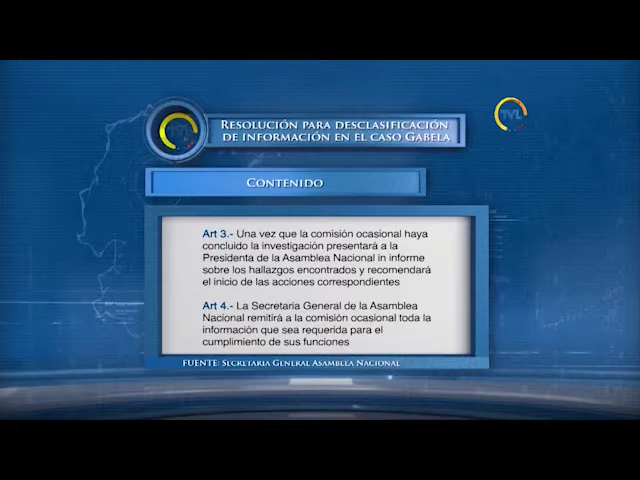 TVL
RESOLUCIÓN PARA DESCLASIFICACIÓN
DE INFORMACIÓN EN EL CASO GABELA
TVL
CONTENIDO
Art 3.- Una vez que la comisión ocasional haya
concluido la investigación presentará a la
Presidenta de la Asamblea Nacional in informe
sobre los hallazgos encontrados y recomendará
el inicio de las acciones correspondientes
Art 4.- La Secretaria General de la Asamblea
Nacional remitirá a la comisión ocasional toda la
información que sea requerida para el
cumplimiento de sus funciones
FUENTE: SECRETARIA GENERAL ASAMBLEA NACIONAL